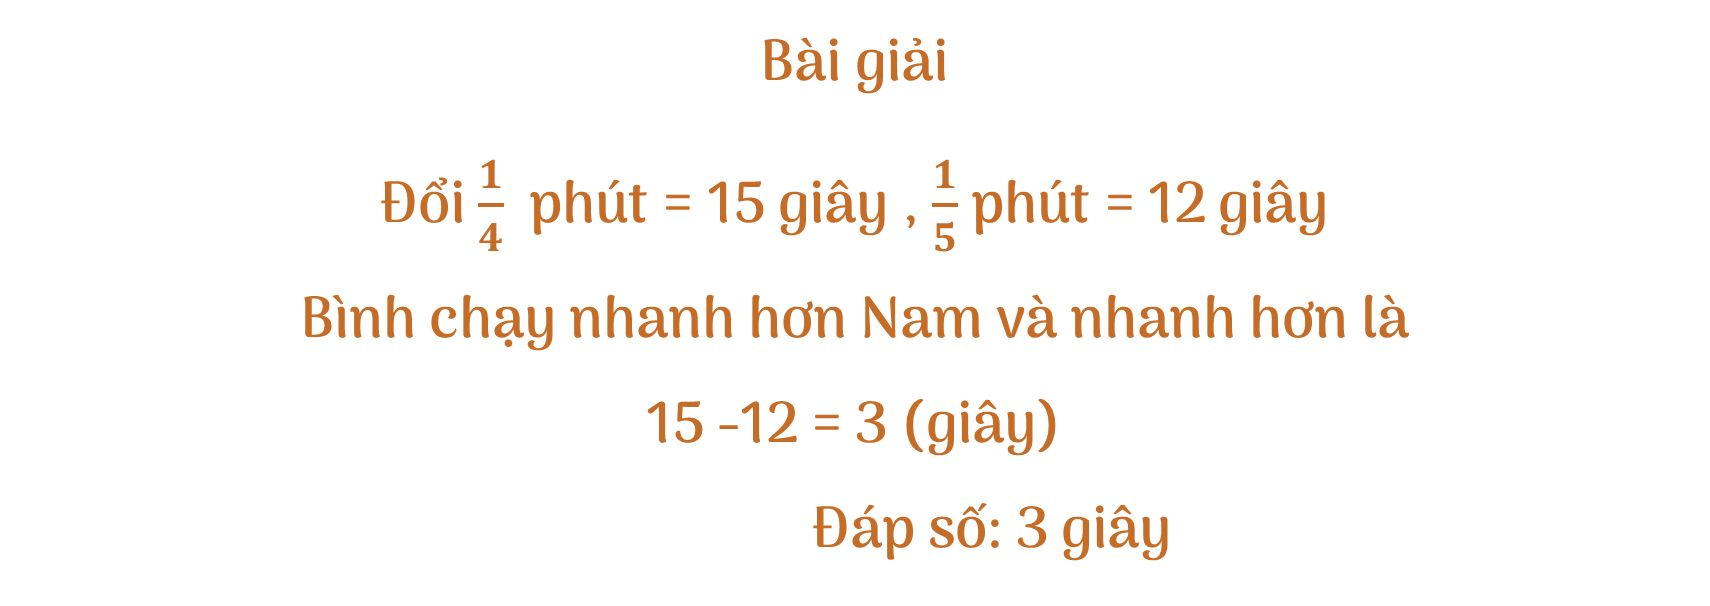 Bài giải
Đổi 1/4 phút = 15 giây , 1/5 phút = 12 giây
Bình chạy nhanh hơn Nam và nhanh hơn là
15 -12 = 3 (giây)
Đáp số: 3 giây